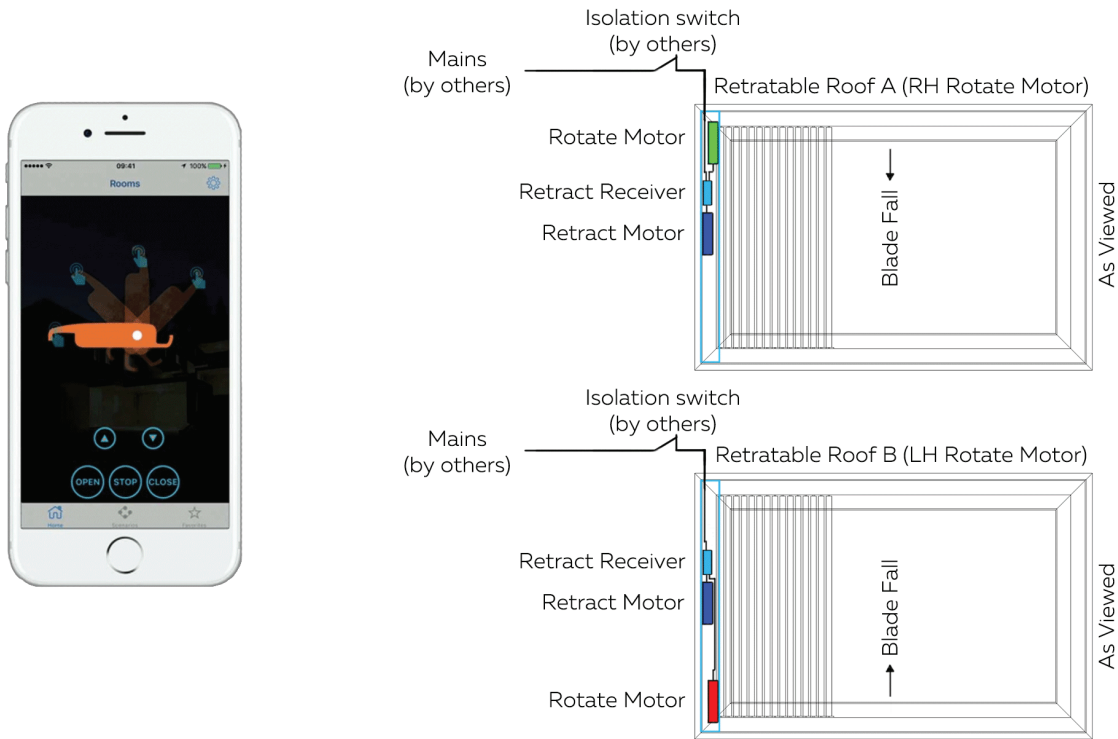 09:41
100%
Rooms
OPEN
STOP
CLOSE
Home
Scenarios
Favorites
Isolation switch
(by others)
Mains
(by others)
Retratable Roof A (RH Rotate Motor)
Rotate Motor
Retract Receiver
Retract Motor
Blade Fall
As Viewed
Isolation switch
(by others)
Mains
(by others)
Retratable Roof B (LH Rotate Motor)
Retract Receiver
Retract Motor
Rotate Motor
Blade Fall
As Viewed